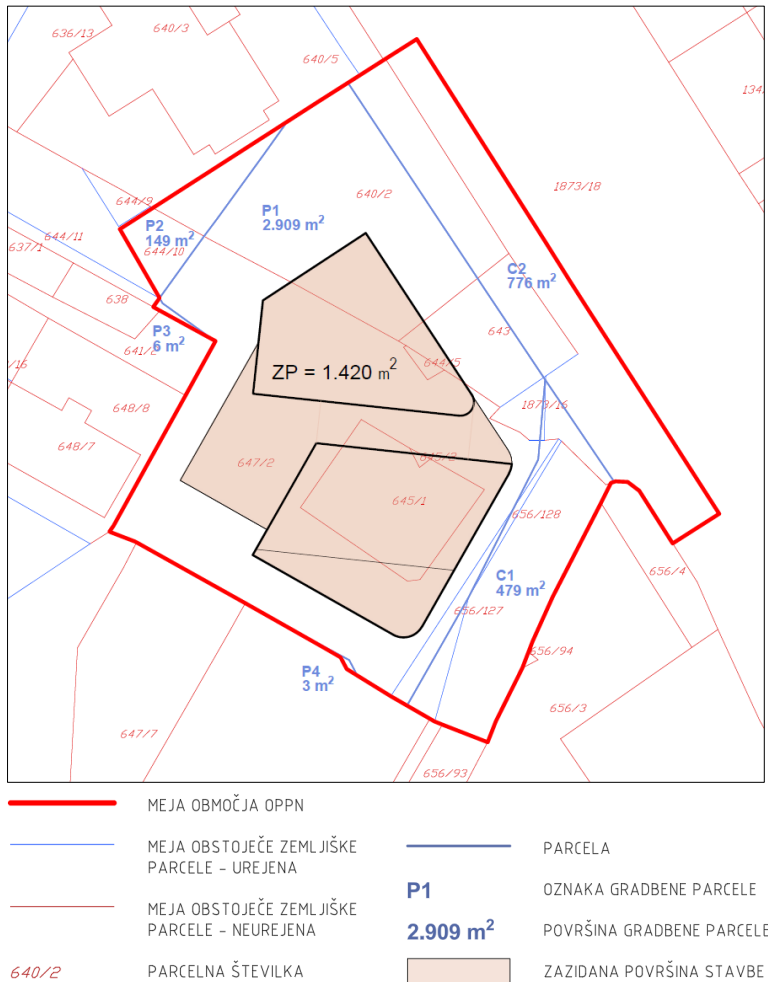 636/13
640/3
640/5
134
1873/18
640/2
644/9
P1
2.909 m²
P2
149 m²
644/11
644/10
637/1
C2
776 m²
638
643
P3
6 m²
641/2
644/5
ZP = 1.420 m²
/16
648/8
1873/16
648/7
647/2
645/2
645/1
656/128
656/4
C1
479 m²
656/127
656/94
P4
3 m²
656/3
647/7
656/93
MEJA OBMOČJA OPPN
MEJA OBSTOJEČE ZEMLJIŠKE
PARCELE - UREJENA
PARCELA
MEJA OBSTOJEČE ZEMLJIŠKE
PARCELE - NEUREJENA
P1
OZNAKA GRADBENE PARCELE
2.909 m²
POVRŠINA GRADBENE PARCELE
640/2
PARCELNA ŠTEVILKA
ZAZIDANA POVRŠINA STAVBE